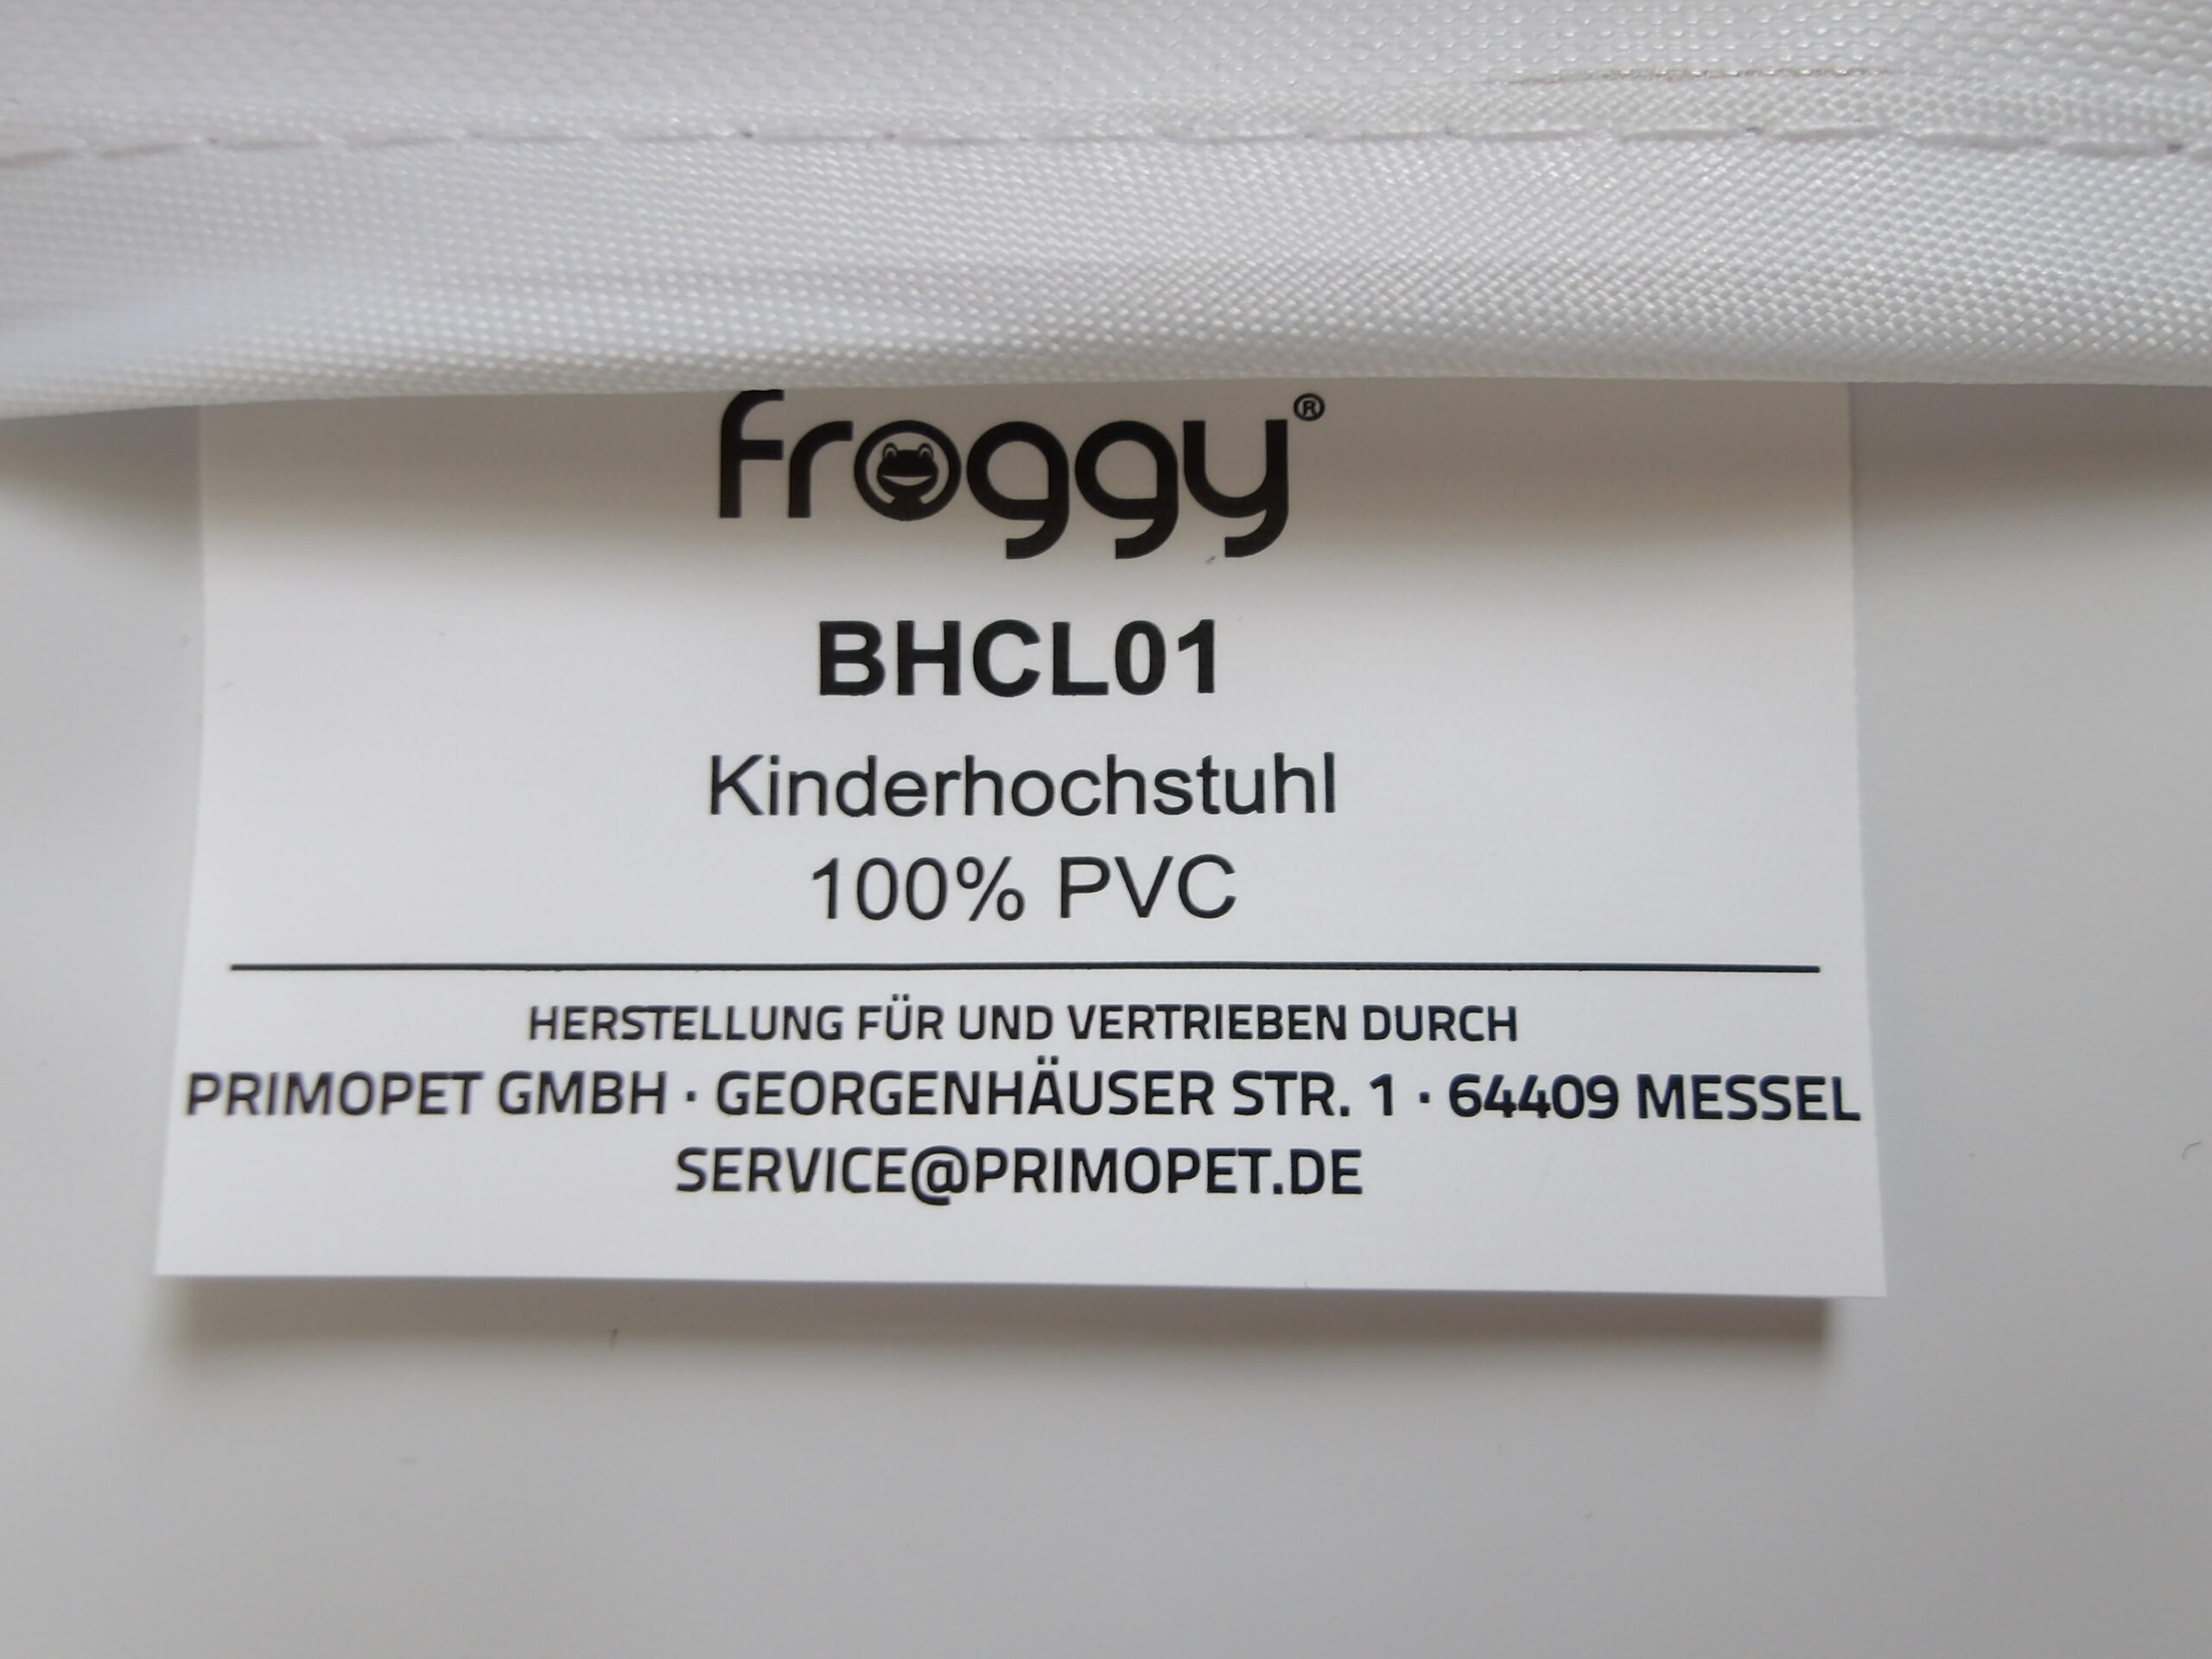 froggy®
BHCL01
Kinderhochstuhl
100% PVC
HERSTELLUNG FÜR UND VERTRIEBEN DURCH
PRIMOPET GMBH · GEORGENHÄUSER STR. 1 · 64409 MESSEL
SERVICE@PRIMOPET.DE